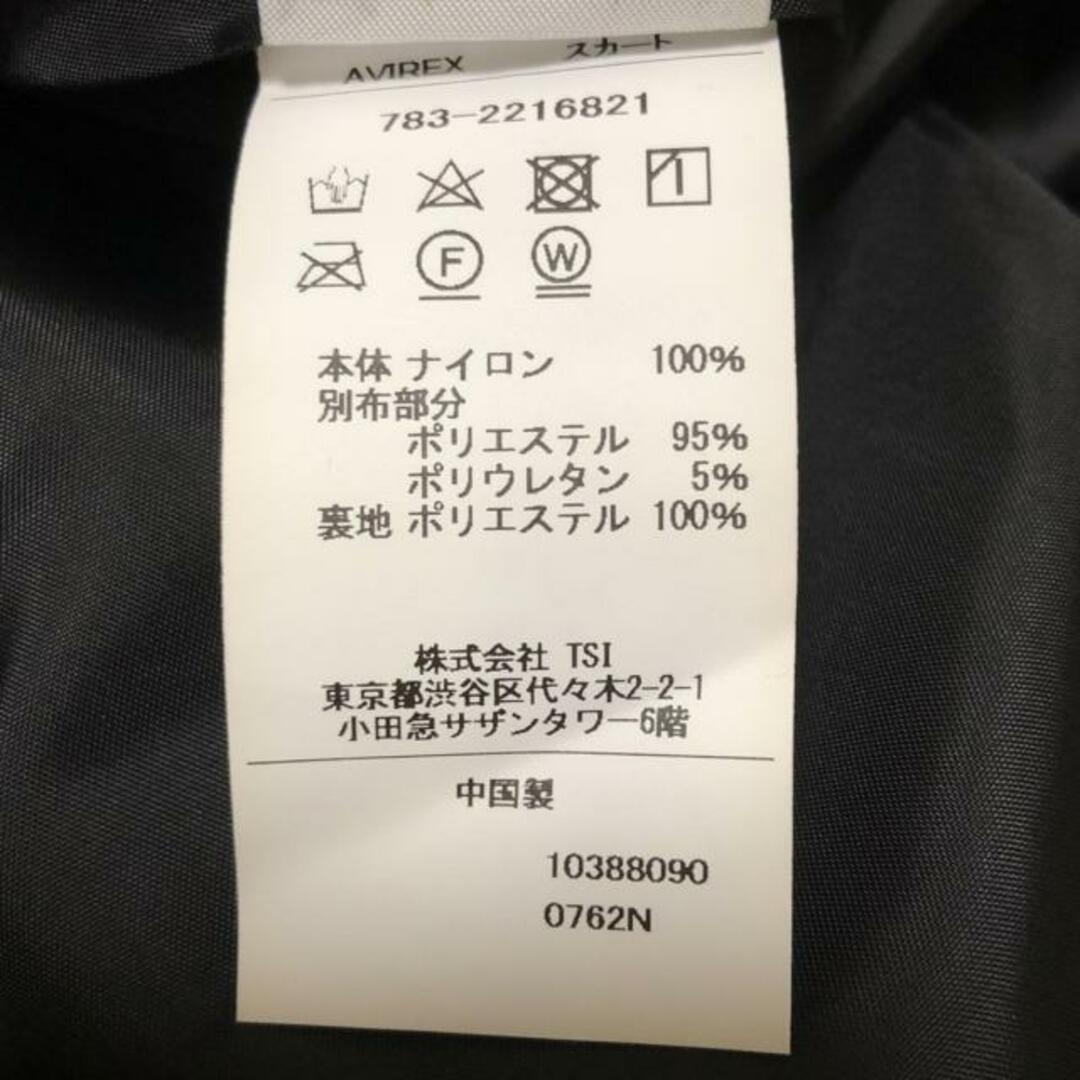 AVIREX スカート
783-2216821
F W
本体 ナイロン 100%
別布部分
ポリエステル 95%
ポリウレタン 5%
裏地 ポリエステル 100%
株式会社 TSI
東京都渋谷区代々木2-2-1
小田急サザンタワー6階
中国製
10388090
0762N